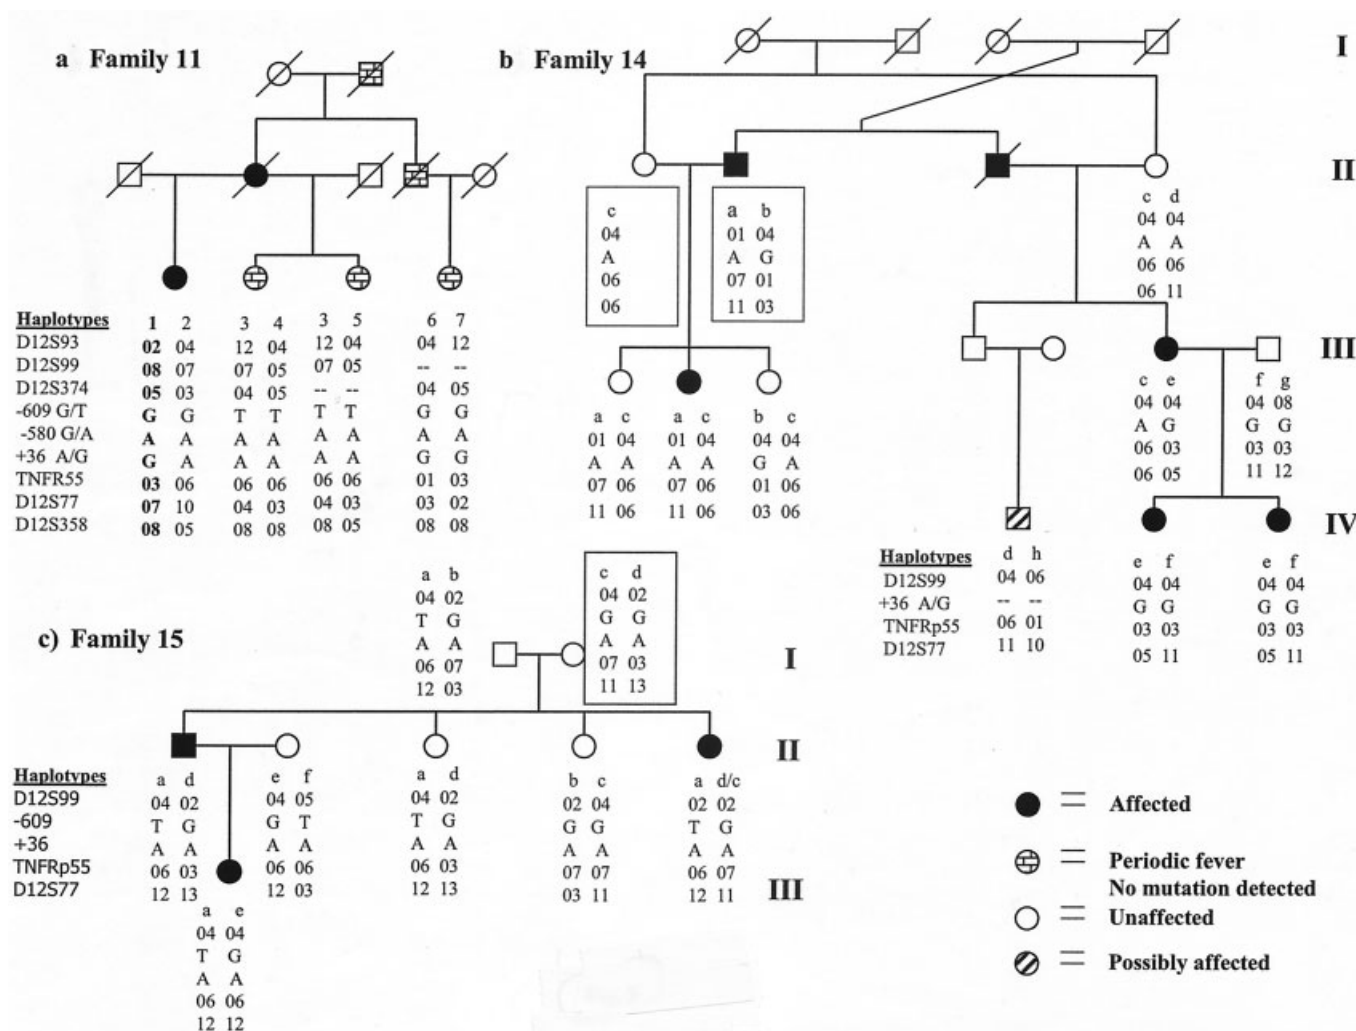 a Family 11
b Family 14
I
II
III
IV
c d
04 04
A A
06 06
06 11
c
04
A
06
06
a b
01 04
A G
07 01
11 03
Haplotypes 1 2 3 4 3 5 6 7
D12S93 02 04 12 04 12 04 04 12
D12S99 08 07 07 05 07 05 -- --
D12S374 05 03 04 05 -- -- 04 05
-609 G/T G G T T T T G G
-580 G/A A A A A A A A A
+36 A/G G A A A A A G G
TNFR55 03 06 06 06 06 06 01 03
D12S77 07 10 04 03 04 03 03 02
D12S358 08 05 08 08 08 05 08 08
a c a c b c
01 04 01 04 04 04
A A A A G A
07 06 07 06 01 06
11 06 11 06 03 06
c e f g
04 04 04 08
A G G G
06 03 03 03
06 05 11 12
Haplotypes d h e f e f
D12S99 04 06 04 04 04 04
+36 A/G -- -- G G G G
TNFRp55 06 01 03 03 03 03
D12S77 11 10 05 11 05 11
c) Family 15
a b
04 02
T G
A A
06 07
12 03
c d
04 02
G G
A A
07 03
11 13
I
II
III
Haplotypes a d e f a d b c a d/c
D12S99 04 02 04 05 04 02 02 04 02 02
-609 T G G T T G G G T G
+36 A A A A A A A A A A
TNFRp55 06 03 06 06 06 03 07 07 06 07
D12S77 12 13 12 03 12 13 03 11 12 11
a e
04 04
T G
A A
06 06
12 12
= Affected
= Periodic fever
No mutation detected
= Unaffected
= Possibly affected